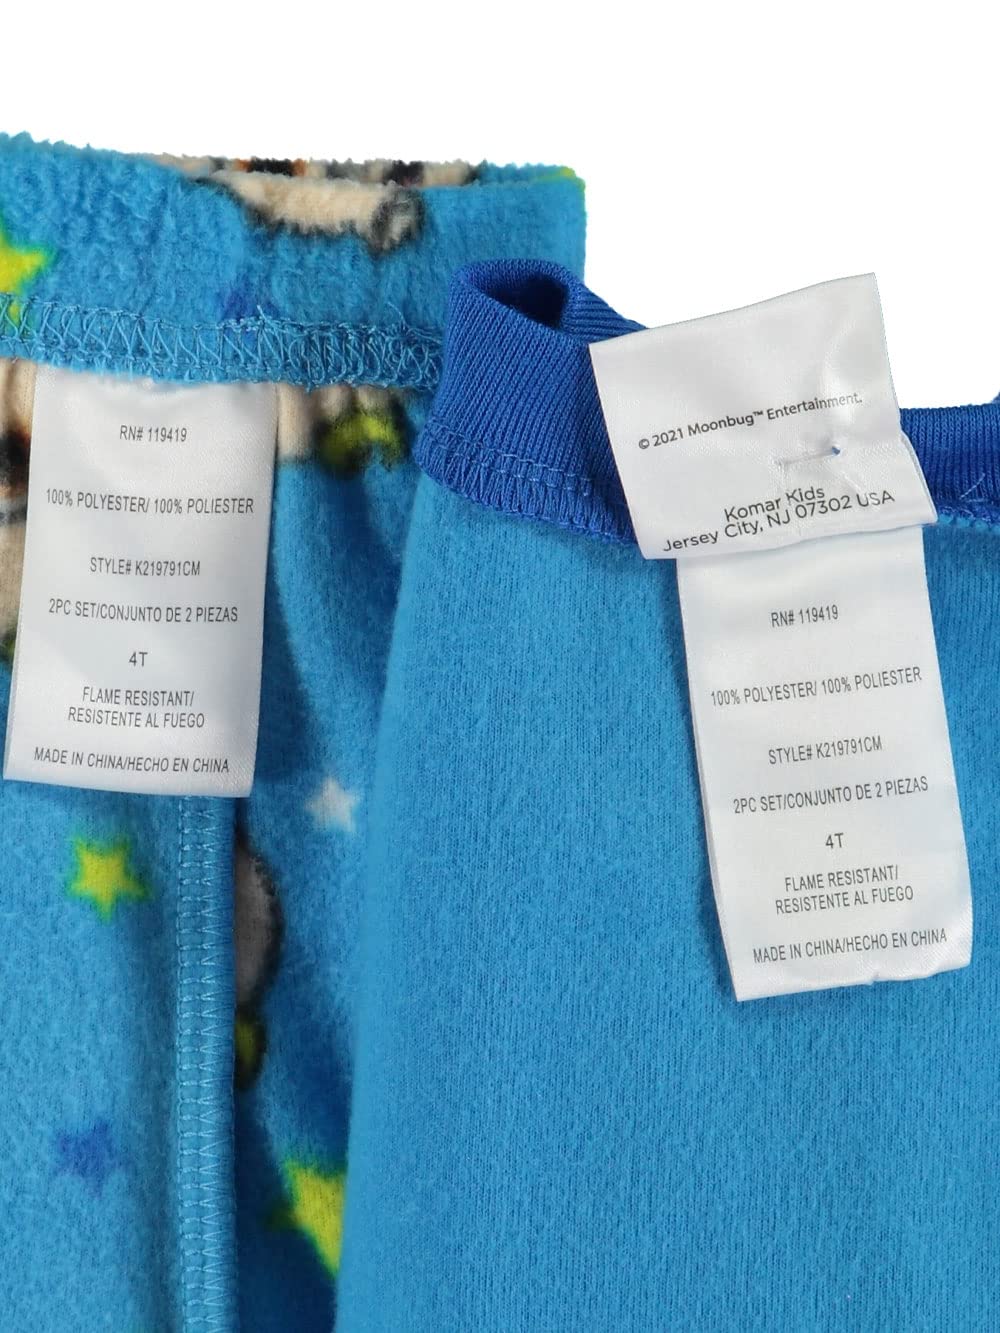 RN# 119419
100% POLYESTER/ 100% POLIESTER
STYLE# K219791CM
2PC SET/CONJUNTO DE 2 PIEZAS
4T
FLAME RESISTANT/
RESISTENTE AL FUEGO
MADE IN CHINA/HECHO EN CHINA
© 2021 Moonbug™ Entertainment.
Komar Kids
Jersey City, NJ 07302 USA
RN# 119419
100% POLYESTER/ 100% POLIESTER
STYLE# K219791CM
2PC SET/CONJUNTO DE 2 PIEZAS
4T
FLAME RESISTANT/
RESISTENTE AL FUEGO
MADE IN CHINA/HECHO EN CHINA